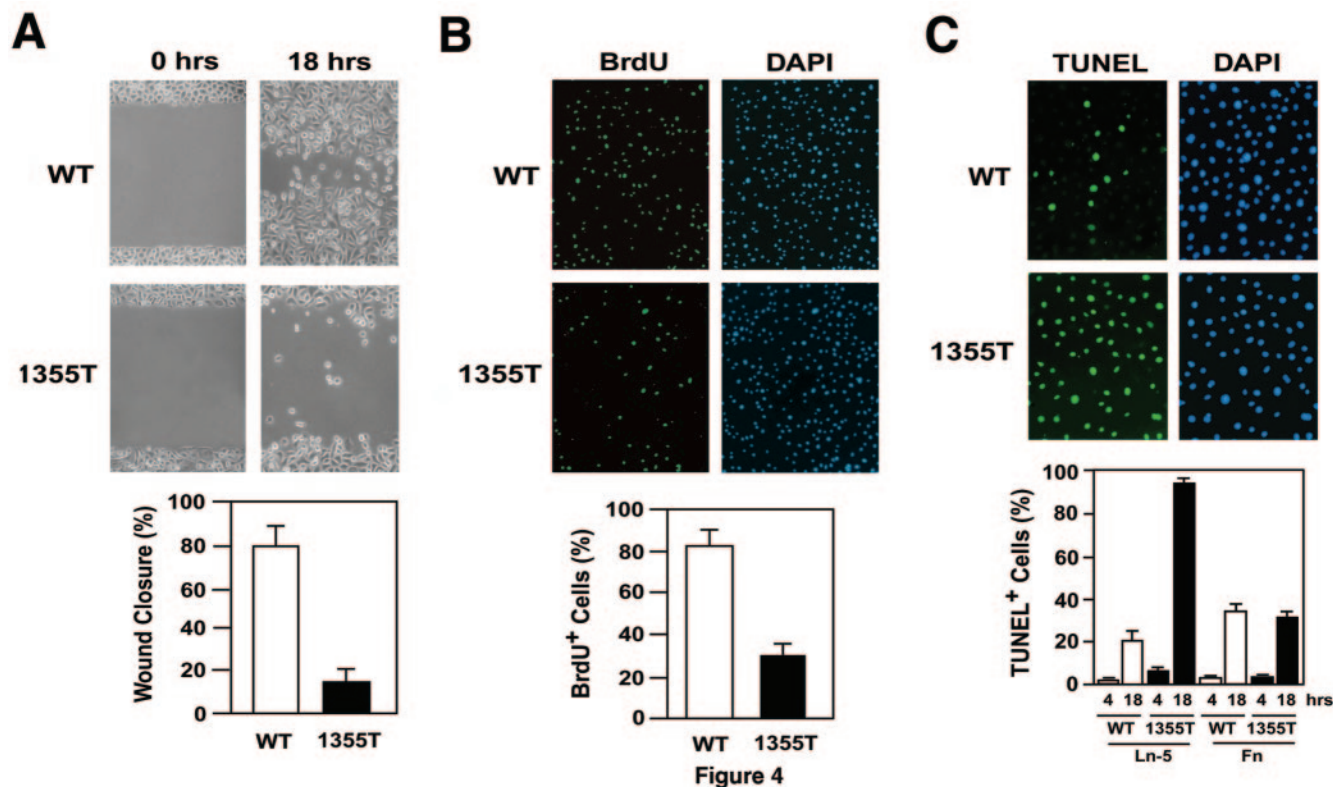 A
0 hrs 18 hrs
WT
1355T
Wound Closure (%)
100
80
60
40
20
0
WT 1355T
B
BrdU DAPI
WT
1355T
BrdU+ Cells (%)
100
80
60
40
20
0
WT 1355T
C
TUNEL DAPI
WT
1355T
TUNEL+ Cells (%)
100
80
60
40
20
0
4 18 4 18 4 18 4 18 hrs
WT 1355T WT 1355T
Ln-5 Fn
Figure 4